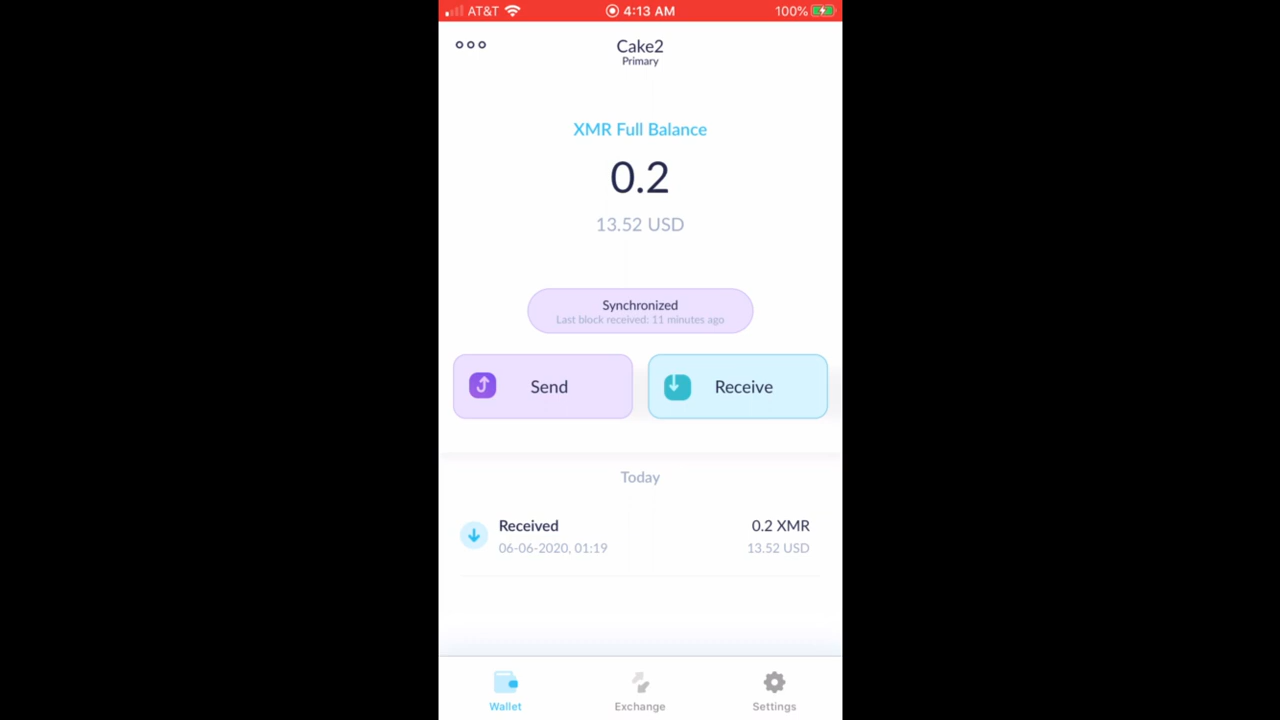 AT&T 4:13 AM 100%
Cake2
Primary
XMR Full Balance
0.2
13.52 USD
Synchronized
Last block received: 11 minutes ago
Send Receive
Today
Received 0.2 XMR
06-06-2020, 01:19 13.52 USD
Wallet Exchange Settings